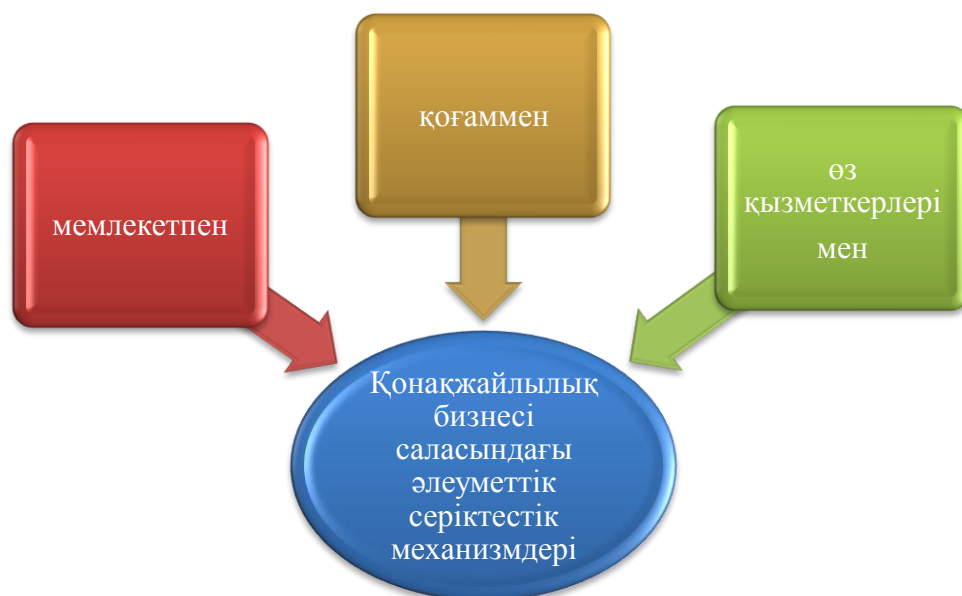 мемлекетпен
қоғаммен
өз
қызметкерлері
мен
Қонақжайлылық
бизнесі
саласындағы
әлеуметтік
серіктестік
механизмдері